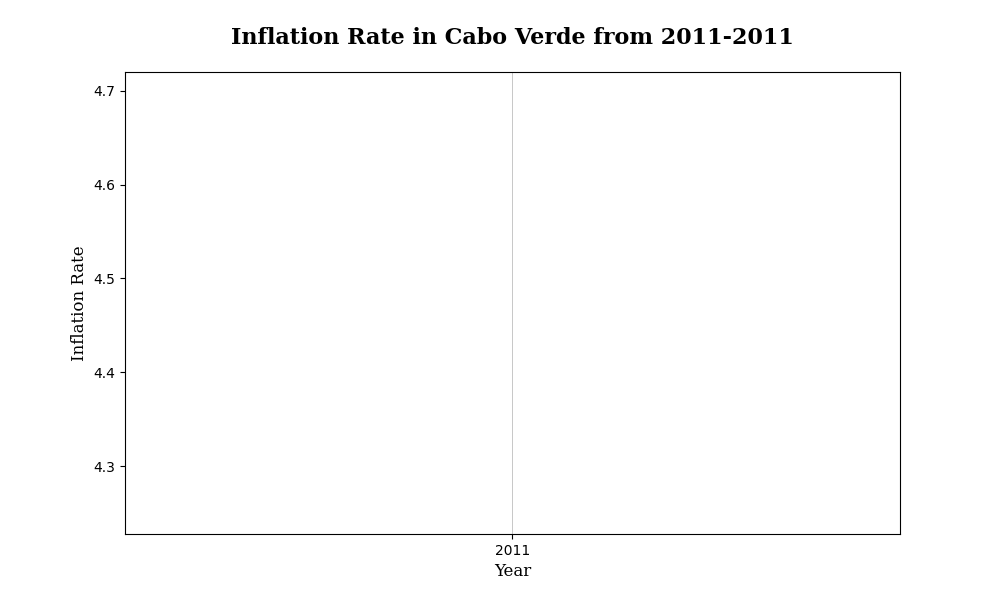 Inflation Rate in Cabo Verde from 2011-2011
4.7
4.6
4.5
4.4
4.3
Inflation Rate
2011
Year